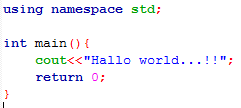 using namespace std;
int main(){
cout<<"Hallo world...!!";
return 0;
}